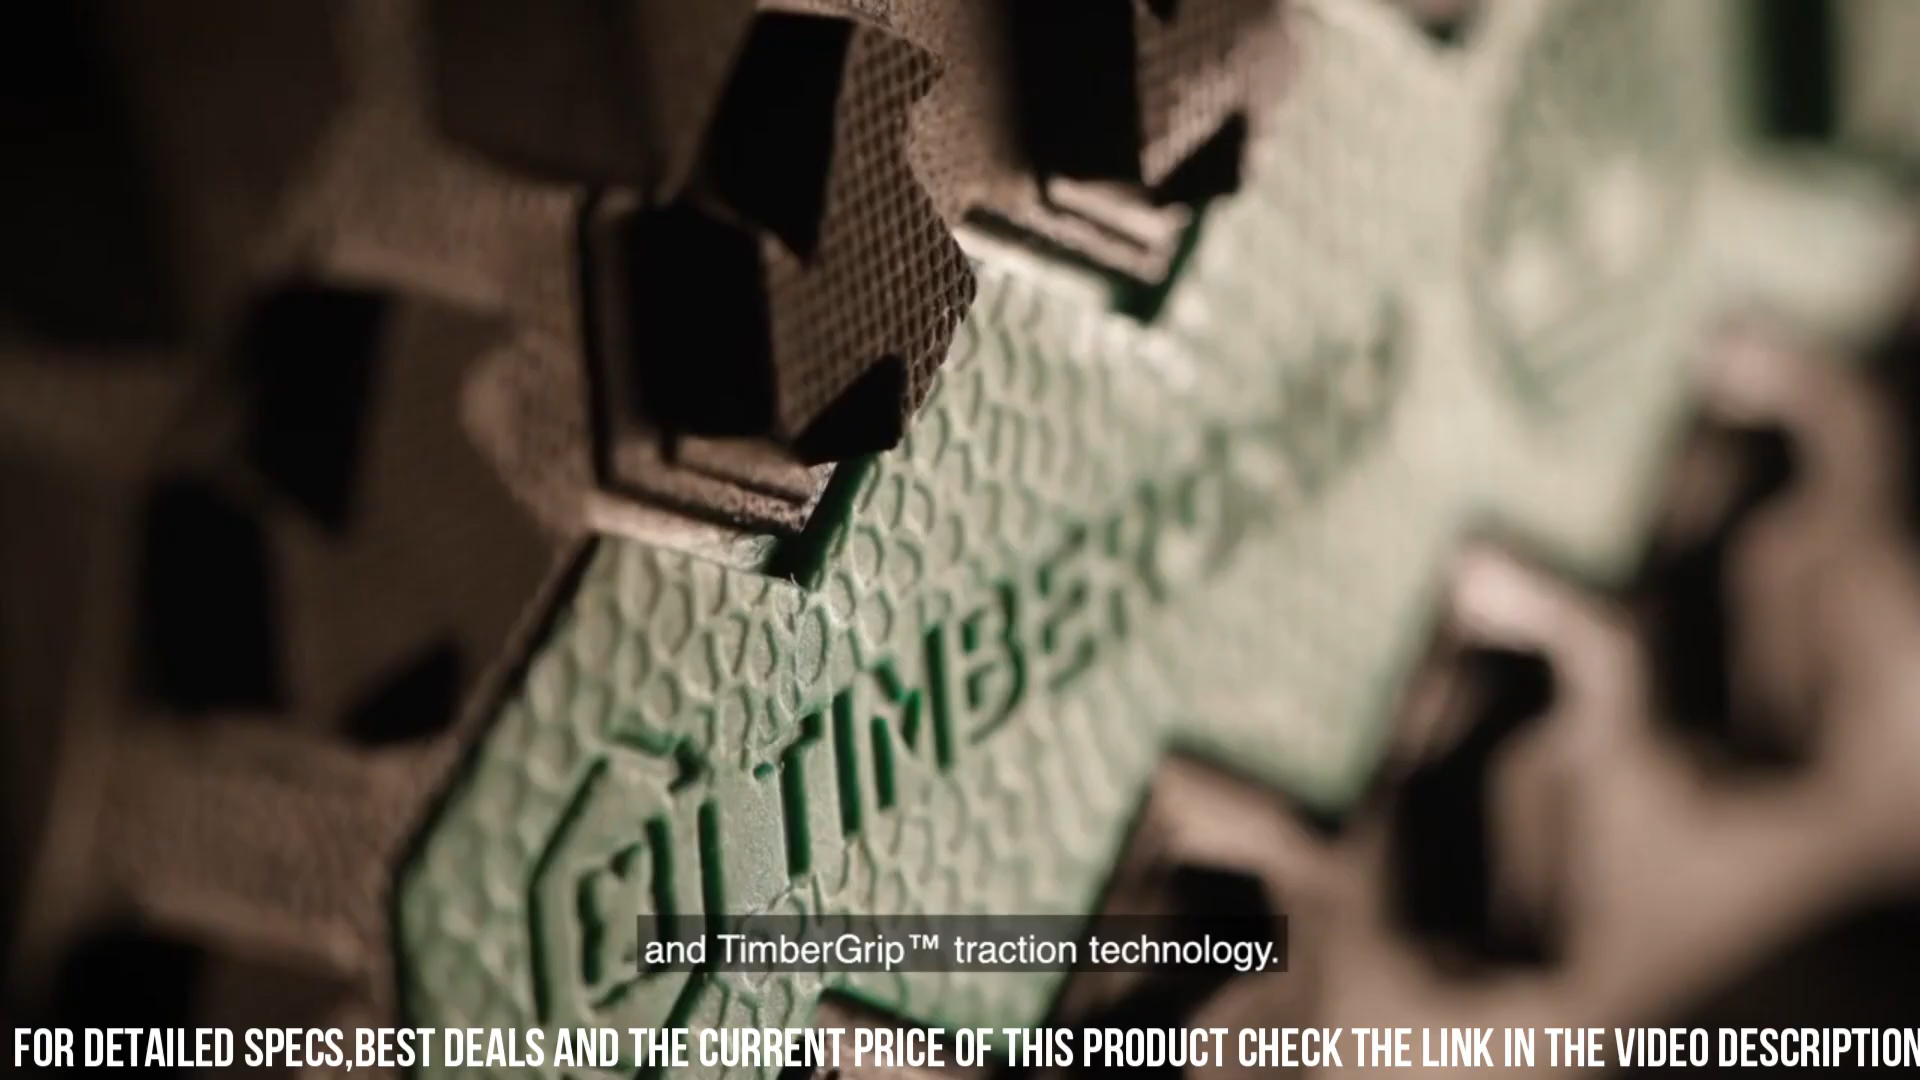 TIMBER
and TimberGrip™ traction technology.
FOR DETAILED SPECS,BEST DEALS AND THE CURRENT PRICE OF THIS PRODUCT CHECK THE LINK IN THE VIDEO DESCRIPTION